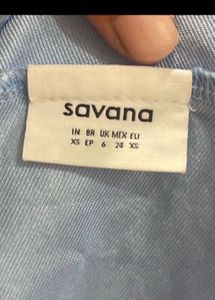 savana
IN BR UK MEX EU
XS EP 6 24 XS